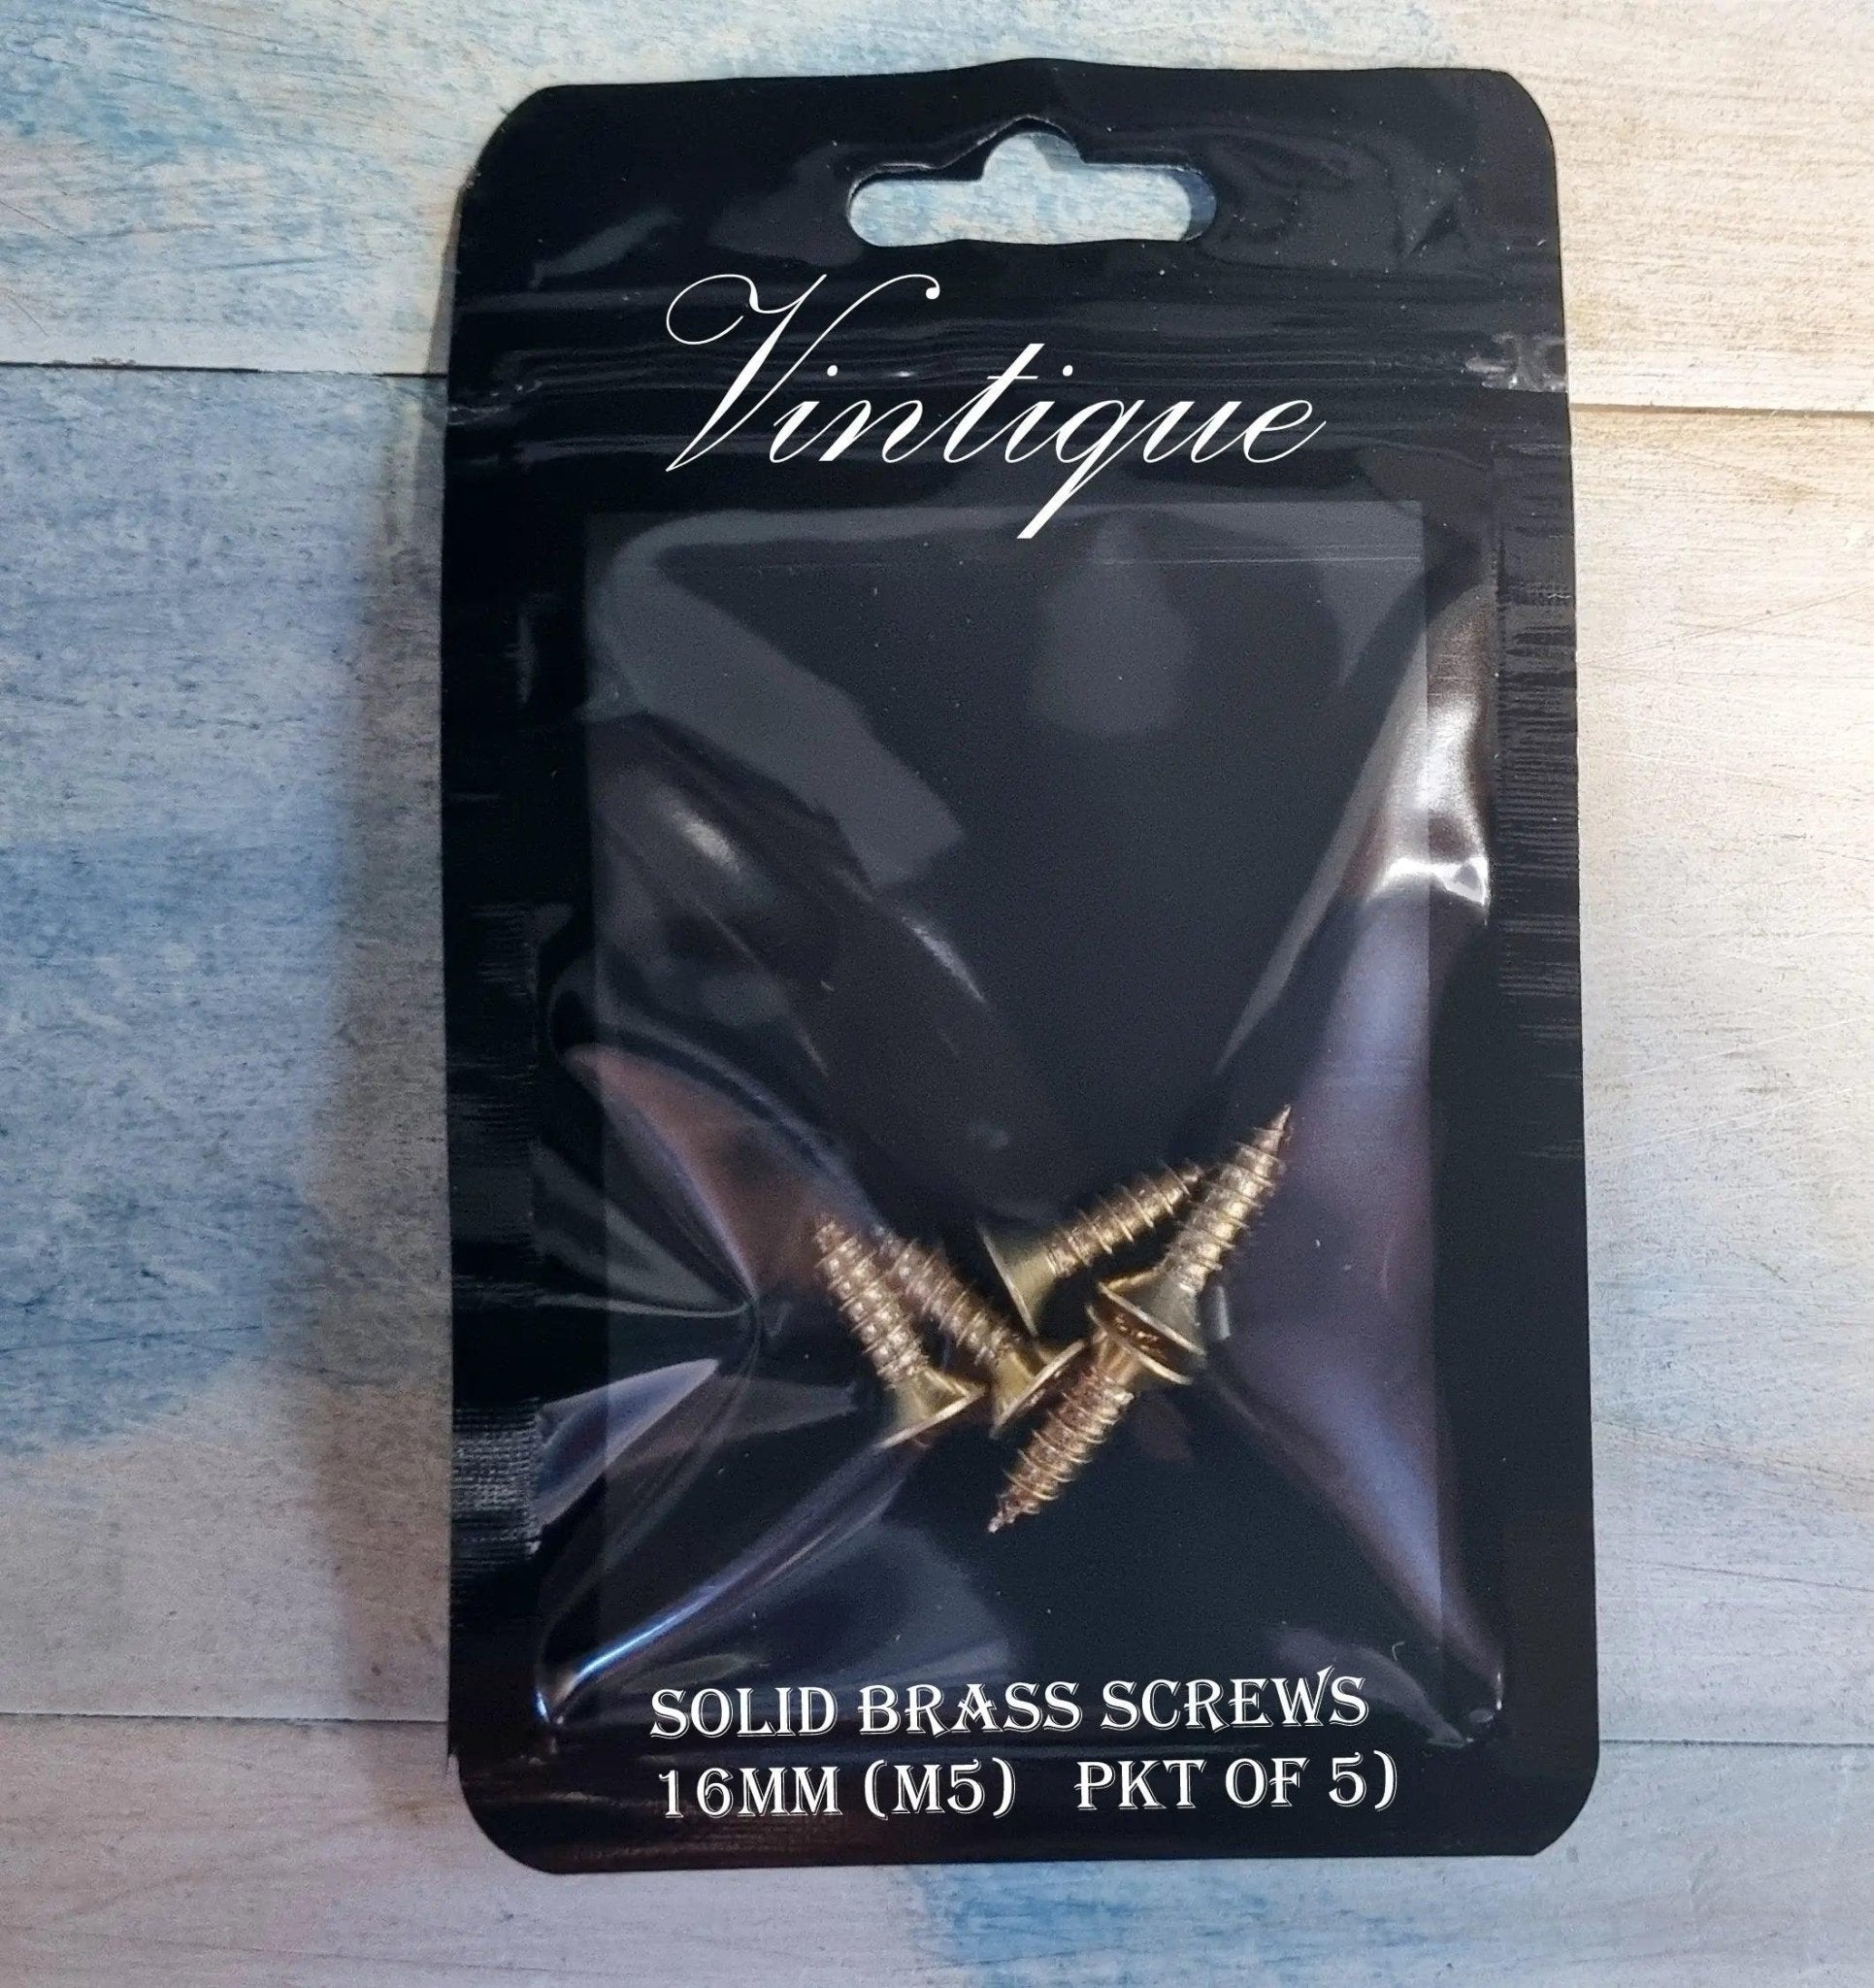 Vintique
SOLID BRASS SCREWS
16MM (M5) PKT OF 5)